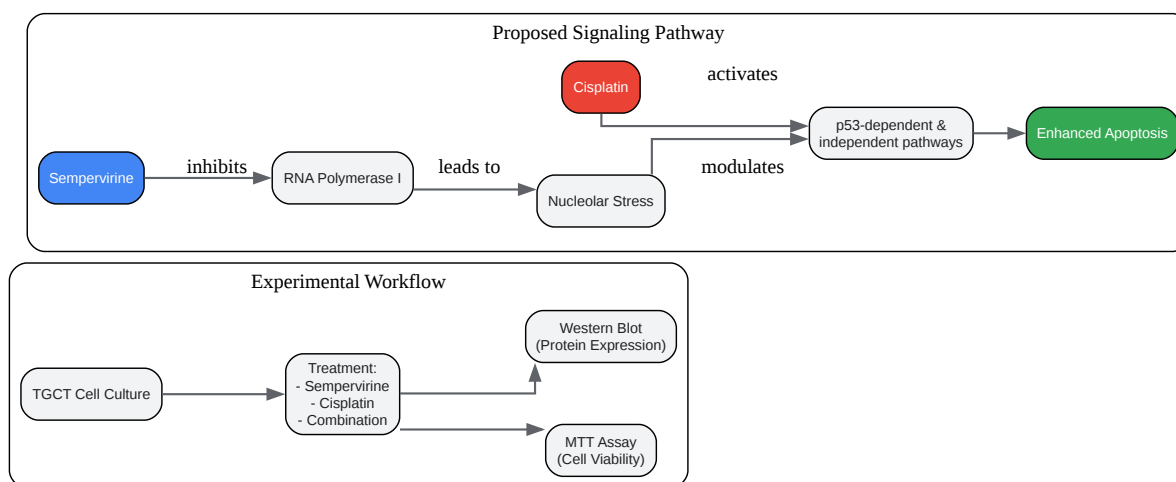 Proposed Signaling Pathway
Cisplatin
activates
p53-dependent &
independent pathways
Enhanced Apoptosis
Sempervirine
inhibits
RNA Polymerase I
leads to
Nucleolar Stress
modulates
Experimental Workflow
TGCT Cell Culture
Treatment:
- Sempervirine
- Cisplatin
- Combination
Western Blot
(Protein Expression)
MTT Assay
(Cell Viability)